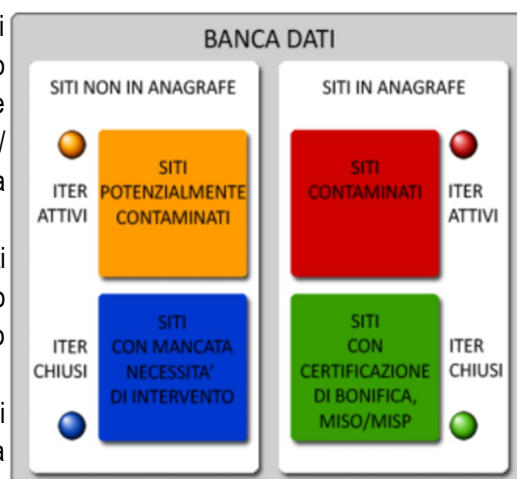 BANCA DATI
SITI NON IN ANAGRAFE
ITER
ATTIVI
SITI
POTENZIALMENTE
CONTAMINATI
ITER
CHIUSI
SITI
CON MANCATA
NECESSITA'
DI INTERVENTO
SITI IN ANAGRAFE
SITI
CONTAMINATI
ITER
ATTIVI
SITI
CON
CERTIFICAZIONE
DI BONIFICA,
MISO/MISP
ITER
CHIUSI